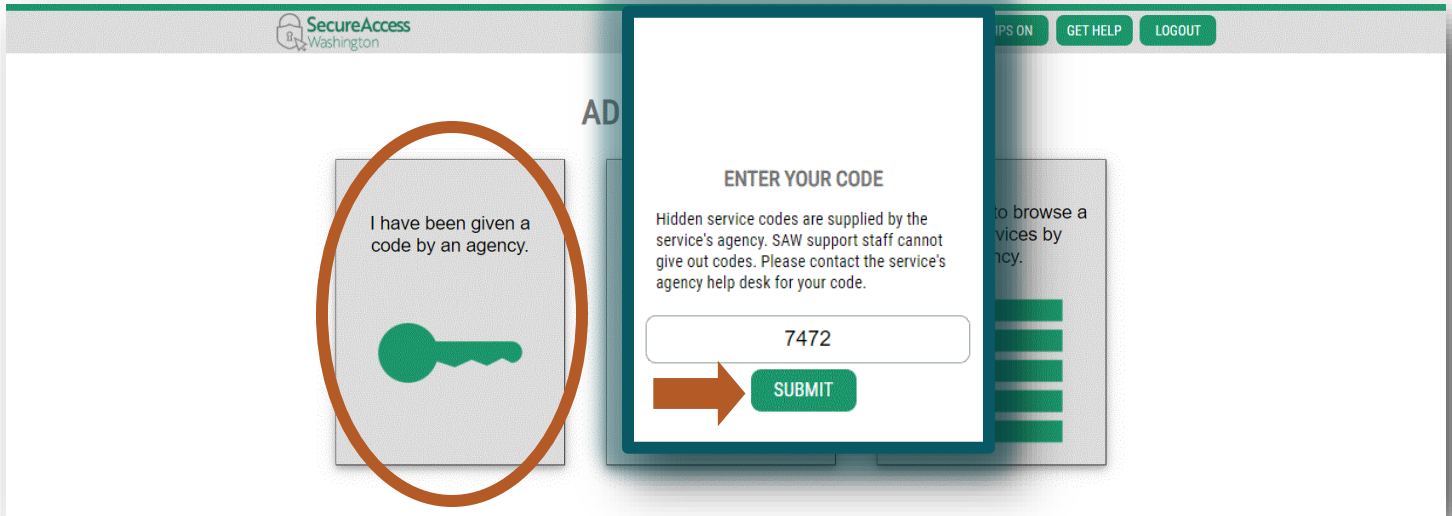 SecureAccess
Washington
IPS ON
GET HELP
LOGOUT
AD
I have been given a
code by an agency.
ENTER YOUR CODE
Hidden service codes are supplied by the
service's agency. SAW support staff cannot
give out codes. Please contact the service's
agency help desk for your code.
7472
SUBMIT
to browse a
vices by
ncy.